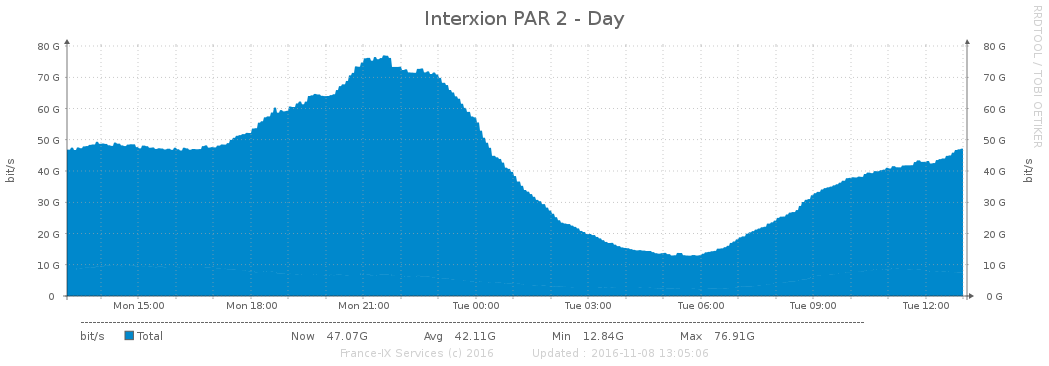 Interxion PAR 2 - Day
RRDTOOL / TOBI OETIKER
80 G
80 G
70 G
70 G
60 G
60 G
50 G
50 G
40 G
40 G
30 G
30 G
20 G
20 G
10 G
10 G
0
0 G
bit/s
bit/s
Mon 15:00 Mon 18:00 Mon 21:00 Tue 00:00 Tue 03:00 Tue 06:00 Tue 09:00 Tue 12:00
bit/s Total Now 47.07G Avg 42.11G Min 12.84G Max 76.91G
France-IX Services (c) 2016 Updated : 2016-11-08 13:05:06